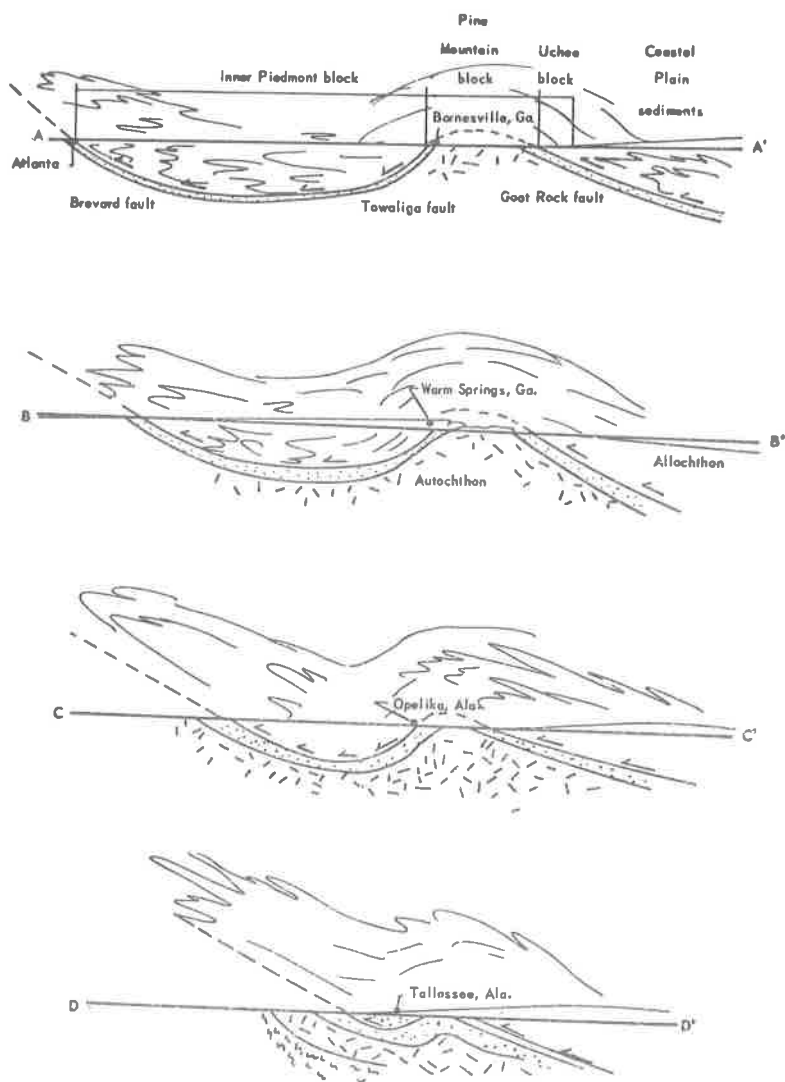 Pine
Mountain
block
Uchee
block
Coastal
Plain
sediments
Inner Piedmont block
Barnesville, Ga
A
A'
Atlanta
Brevard fault
Towaliga fault
Goat Rock fault
Warm Springs, Ga.
B
B'
Autochthon
Allochthon
Opelika, Ala.
C
C'
Tallassee, Ala.
D
D'